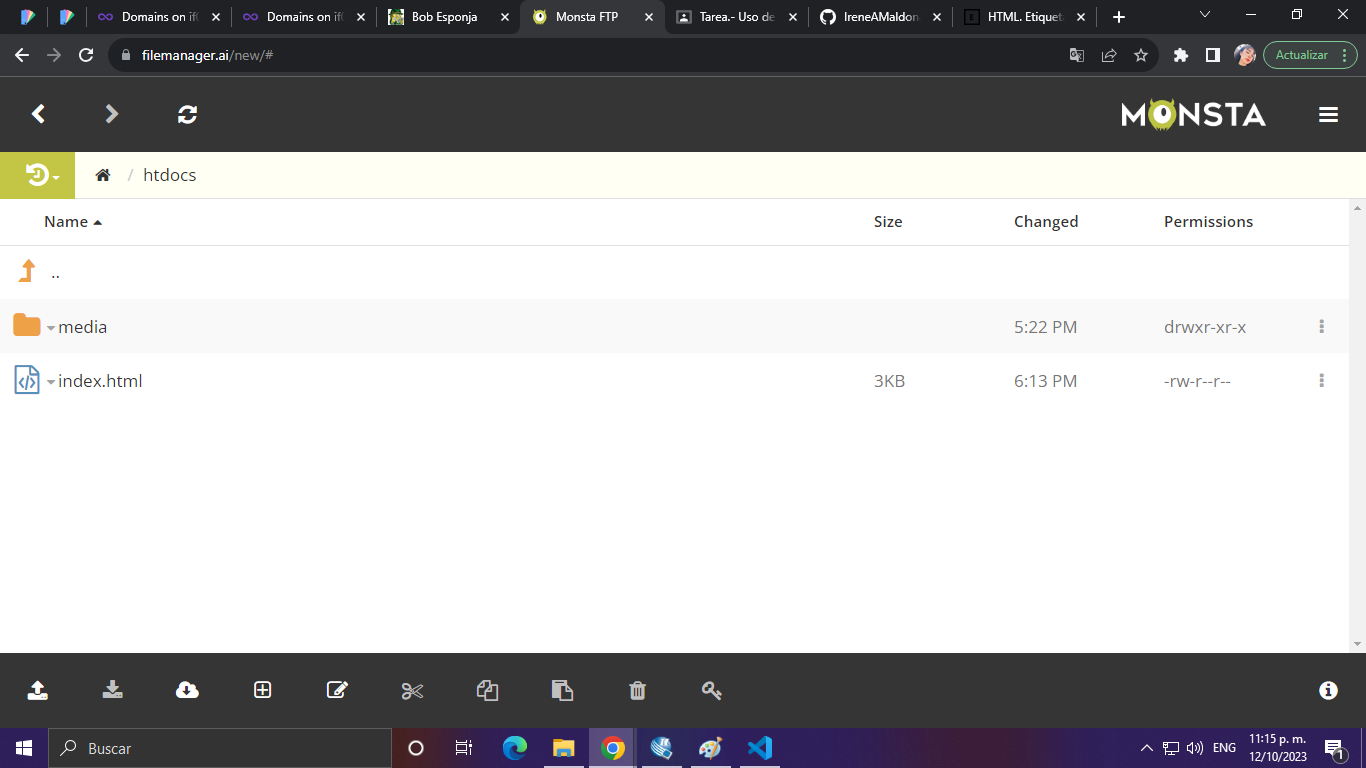 Domains on ifG
Domains on ifG
Bob Esponja
Monsta FTP
Tarea.- Uso de
IreneAMaldon
HTML. Etiquet
filemanager.ai/new/#
Actualizar
MONSTA
/ htdocs
Name Size Changed Permissions
..
media 5:22 PM drwxr-xr-x
index.html 3KB 6:13 PM -rw-r--r--
Buscar
ENG
11:15 p. m.
12/10/2023
1